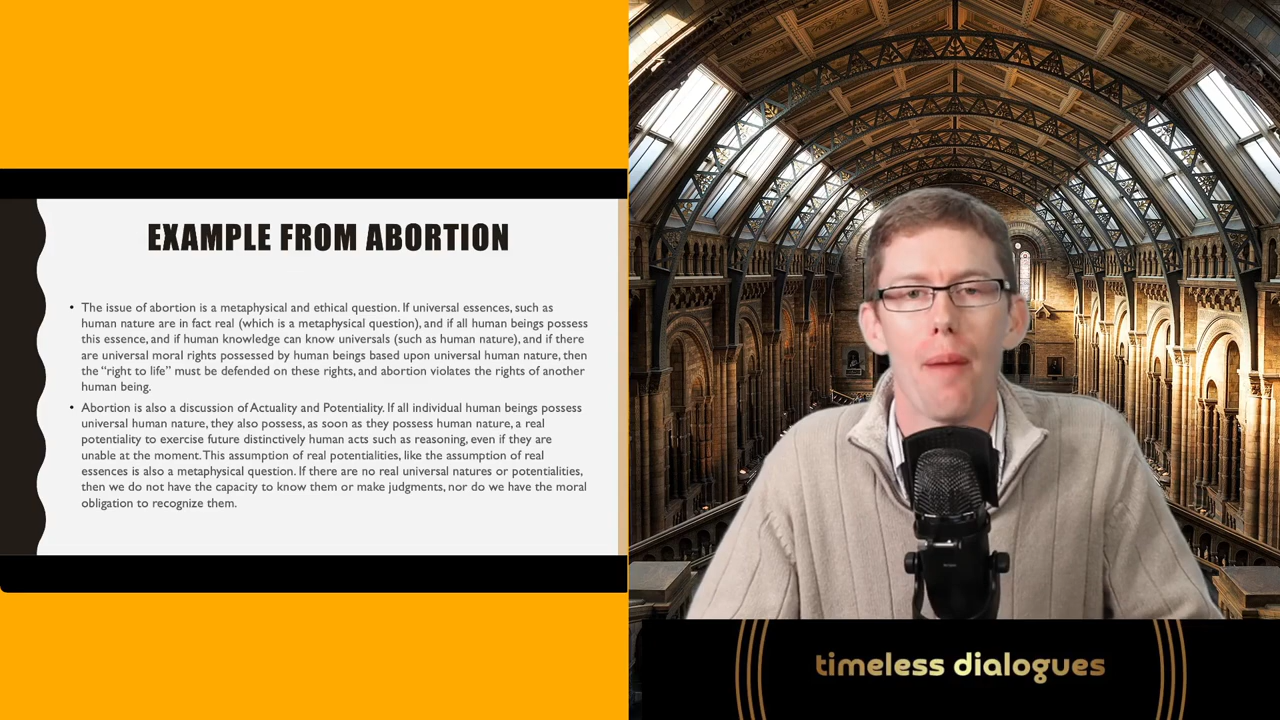 EXAMPLE FROM ABORTION
• The issue of abortion is a metaphysical and ethical question. If universal essences, such as
human nature are in fact real (which is a metaphysical question), and if all human beings possess
this essence, and if human knowledge can know universals (such as human nature), and if there
are universal moral rights possessed by human beings based upon universal human nature, then
the “right to life” must be defended on these rights, and abortion violates the rights of another
human being.
• Abortion is also a discussion of Actuality and Potentiality. If all individual human beings possess
universal human nature, they also possess, as soon as they possess human nature, a real
potentiality to exercise future distinctively human acts such as reasoning, even if they are
unable at the moment. This assumption of real potentialities, like the assumption of real
essences is also a metaphysical question. If there are no real universal natures or potentialities,
then we do not have the capacity to know them or make judgments, nor do we have the moral
obligation to recognize them.
timeless dialogues